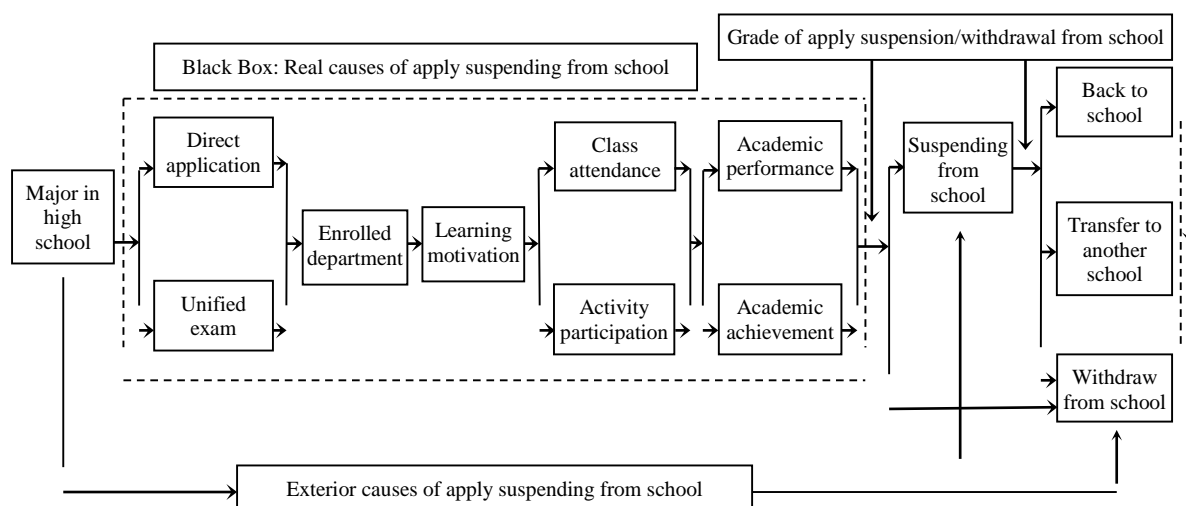 Grade of apply suspension/withdrawal from school
Black Box: Real causes of apply suspending from school
Major in
high
school
Direct
application
Unified
exam
Enrolled
department
Learning
motivation
Class
attendance
Activity
participation
Academic
performance
Academic
achievement
Suspending
from
school
Back to
school
Transfer to
another
school
Withdraw
from school
Exterior causes of apply suspending from school